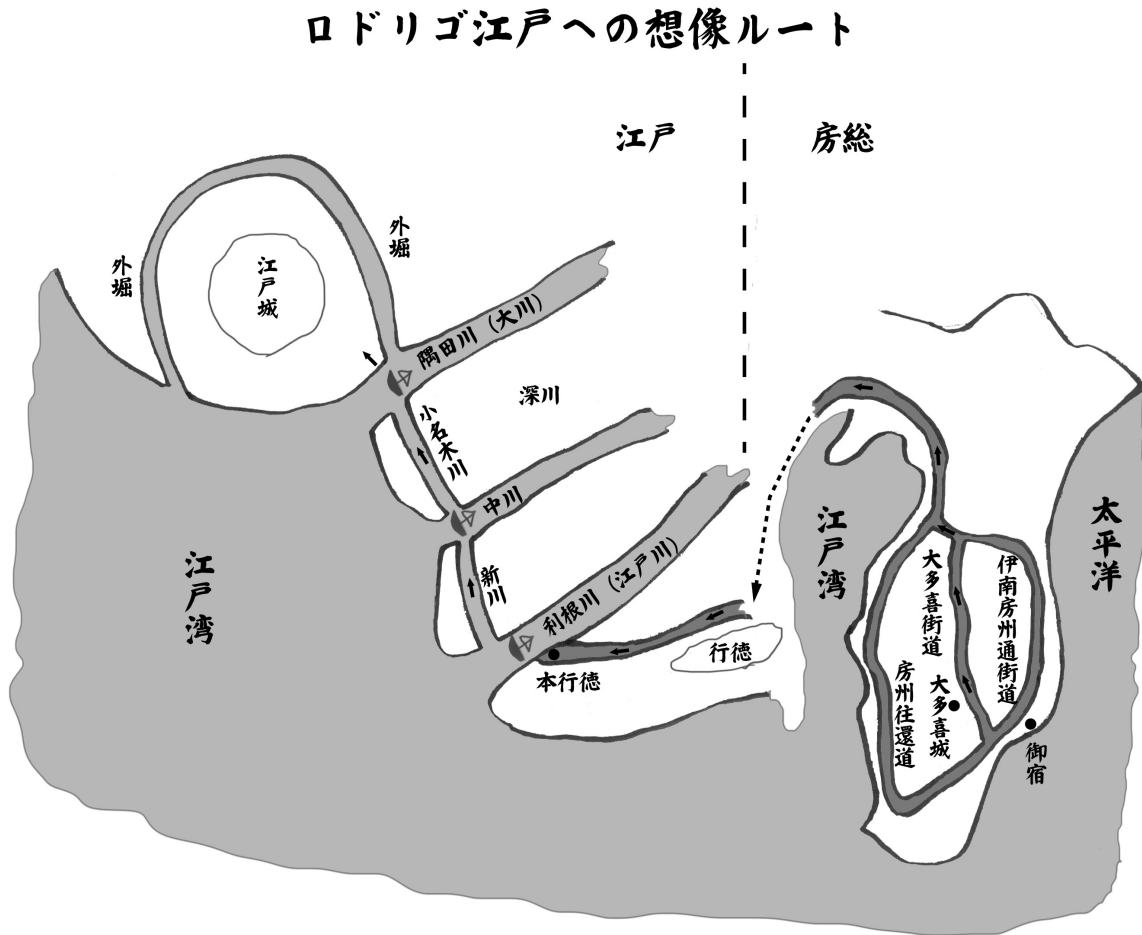 ロドリゴ江戸への想像ルート
江戸
房総
外堀
外堀
江戸城
隅田川（大川）
深川
小名木川
中川
新川
利根川（江戸川）
本行徳
行徳
江戸湾
江戸湾
太平洋
大多喜街道
伊南房州通街道
房州往還道
大多喜城
御宿